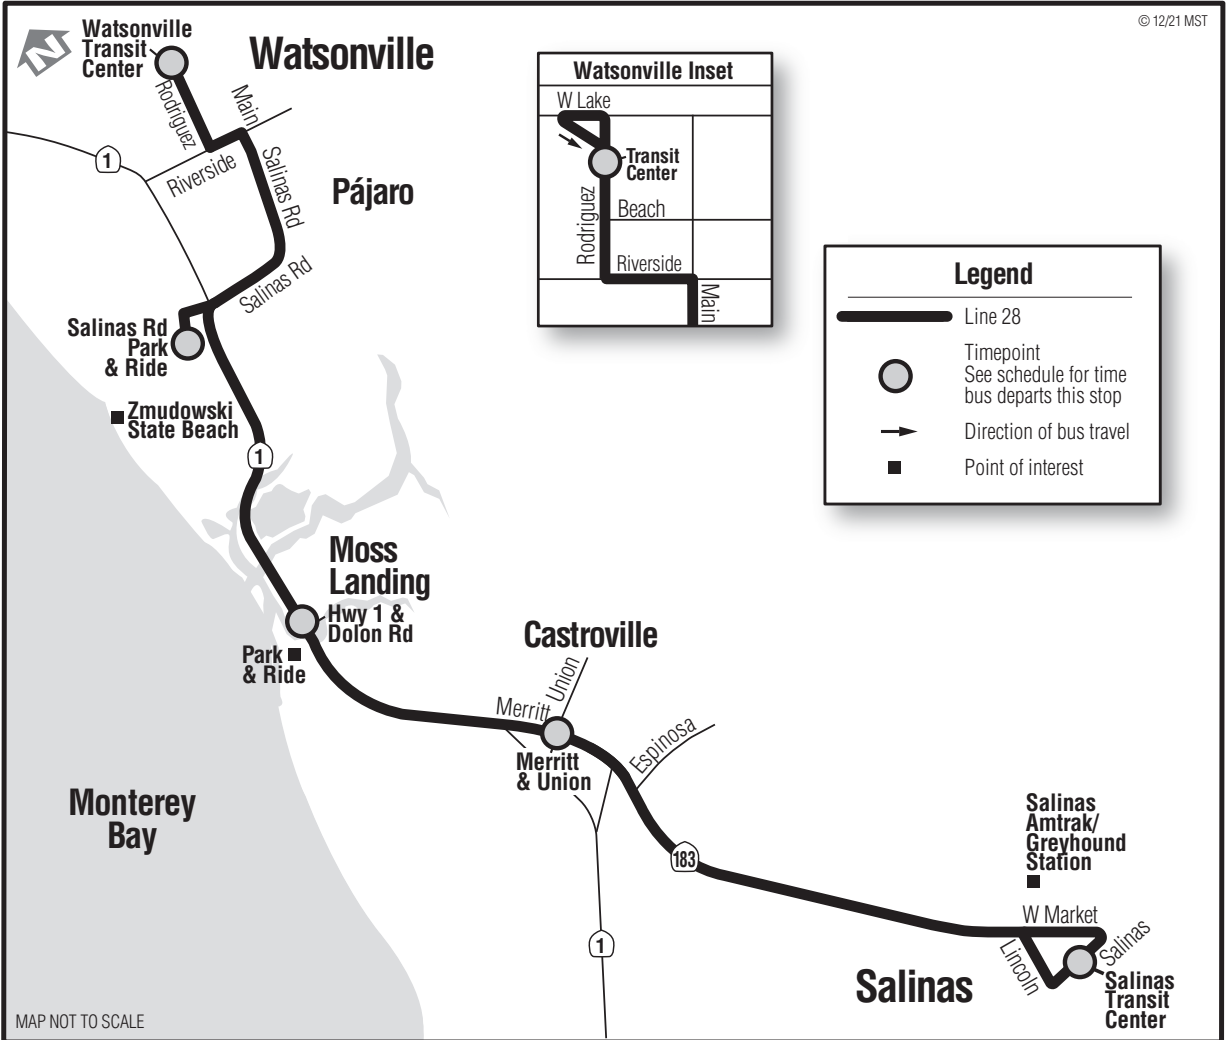 © 12/21 MST
N
Watsonville
Transit
Center
Watsonville
Rodriguez
Main
1
Riverside
Salinas Rd
Pájaro
Salinas Rd
Salinas Rd
Park
& Ride
Zmudowski
State Beach
1
Watsonville Inset
W Lake
Transit
Center
Rodriguez
Beach
Riverside
Main
Legend
Line 28
Timepoint
See schedule for time
bus departs this stop
Direction of bus travel
Point of interest
Moss
Landing
Hwy 1 &
Dolon Rd
Park
& Ride
Castroville
Union
Merritt
Merritt
& Union
Espinosa
Monterey
Bay
183
1
Salinas
Amtrak/
Greyhound
Station
W Market
Lincoln
Salinas
Salinas
Salinas
Transit
Center
MAP NOT TO SCALE